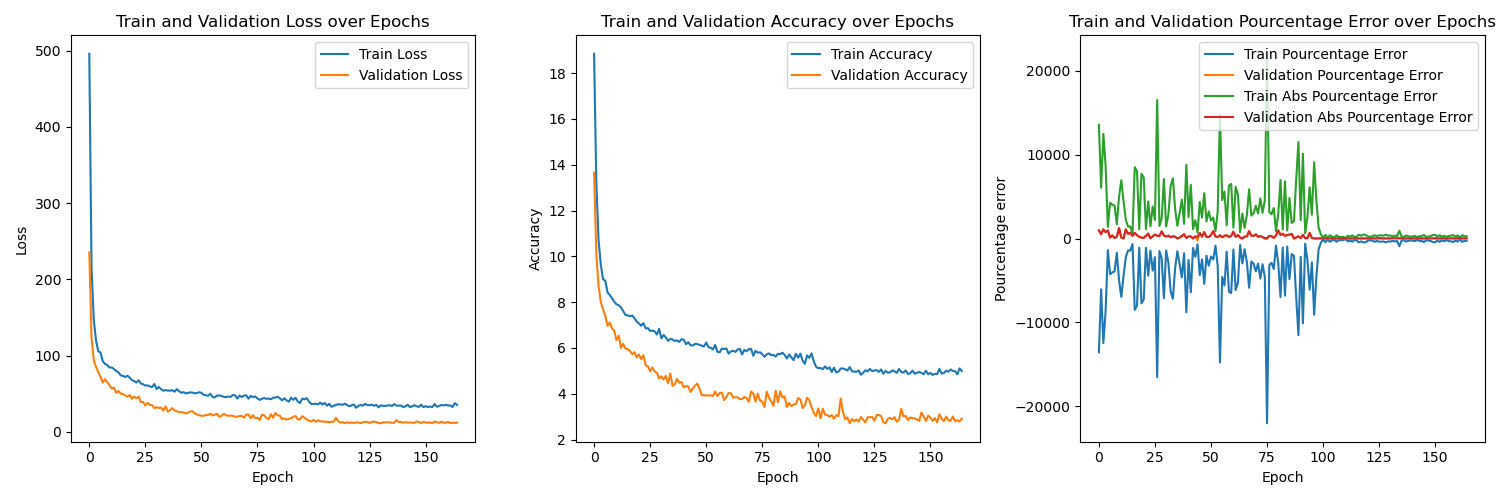 Train and Validation Loss over Epochs
500
400
300
200
100
0
Loss
0 25 50 75 100 125 150
Epoch
Train Loss
Validation Loss
Train and Validation Accuracy over Epochs
18
16
14
12
10
8
6
4
2
Accuracy
0 25 50 75 100 125 150
Epoch
Train Accuracy
Validation Accuracy
Train and Validation Pourcentage Error over Epochs
20000
10000
0
−10000
−20000
Pourcentage error
0 25 50 75 100 125 150
Epoch
Train Pourcentage Error
Validation Pourcentage Error
Train Abs Pourcentage Error
Validation Abs Pourcentage Error